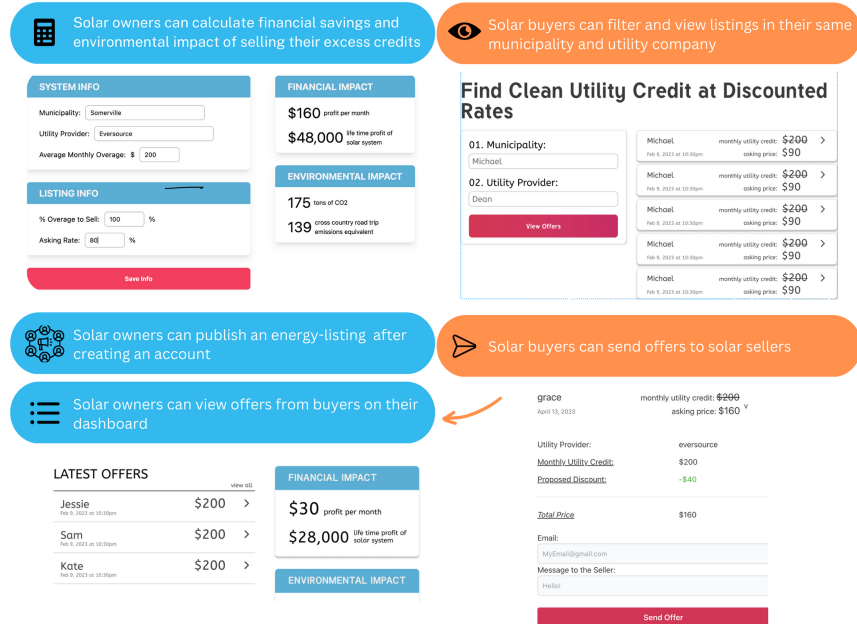 Solar owners can calculate financial savings and
environmental impact of selling their excess credits
SYSTEM INFO
Municipality: Somerville
Utility Provider: Eversource
Average Monthly Overage: $ 200
LISTING INFO
% Overage to Sell: 100 %
Asking Rate: 80 %
Save Info
FINANCIAL IMPACT
$160 profit per month
$48,000 life time profit of
solar system
ENVIRONMENTAL IMPACT
175 tons of CO2
139 cross country road trip
emissions equivalent
Solar buyers can filter and view listings in their same
municipality and utility company
Find Clean Utility Credit at Discounted
Rates
01. Municipality:
Michael
02. Utility Provider:
Dean
View Offers
Michael monthly utility credit: $200 >
Feb 9, 2023 at 10:30pm asking price: $90
Michael monthly utility credit: $200 >
Feb 9, 2023 at 10:30pm asking price: $90
Michael monthly utility credit: $200 >
Feb 9, 2023 at 10:30pm asking price: $90
Michael monthly utility credit: $200 >
Feb 9, 2023 at 10:30pm asking price: $90
Michael monthly utility credit: $200 >
Feb 9, 2023 at 10:30pm asking price: $90
Solar owners can publish an energy-listing after
creating an account
Solar owners can view offers from buyers on their
dashboard
LATEST OFFERS
view all
Jessie $200 >
Feb 9, 2023 at 10:30pm
Sam $200 >
Feb 9, 2023 at 10:30pm
Kate $200 >
Feb 9, 2023 at 10:30pm
FINANCIAL IMPACT
$30 profit per month
$28,000 life time profit of
solar system
ENVIRONMENTAL IMPACT
Solar buyers can send offers to solar sellers
grace monthly utility credit: $200
April 13, 2023 asking price: $160 v
Utility Provider: eversource
Monthly Utility Credit: $200
Proposed Discount: -$40
Total Price $160
Email:
MyEmail@gmail.com
Message to the Seller:
Hello!
Send Offer